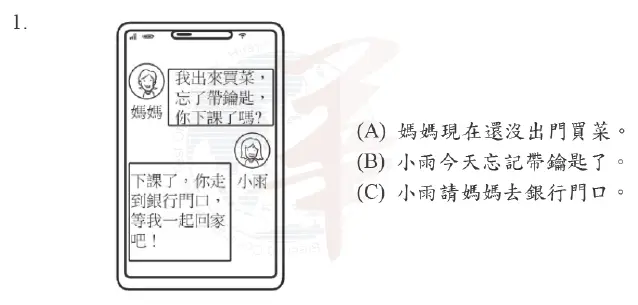 1.
媽媽
我出來買菜，
忘了帶鑰匙，
你下課了嗎?
小雨
下課了，你走
到銀行門口，
等我一起回家
吧！
(A) 媽媽現在還沒出門買菜。
(B) 小雨今天忘記帶鑰匙了。
(C) 小雨請媽媽去銀行門口。